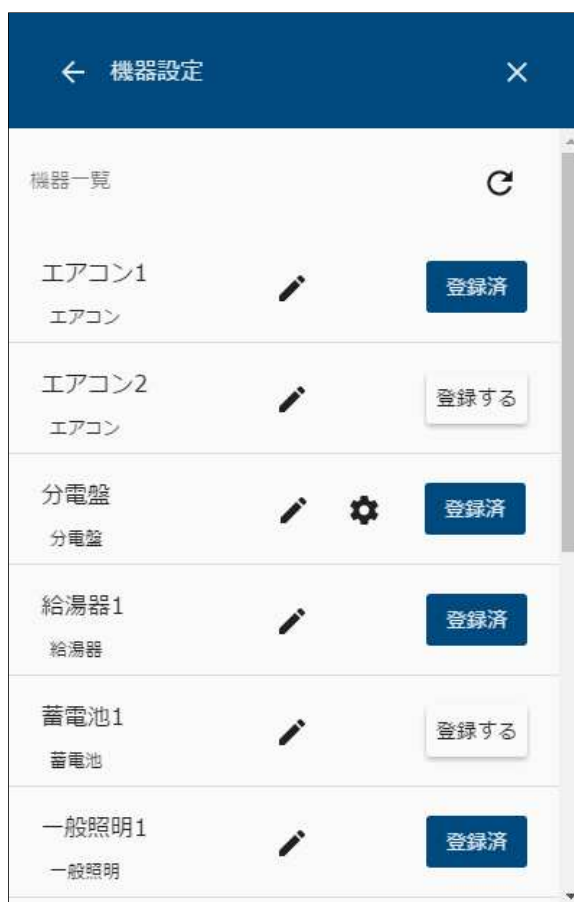 機器設定
機器一覧
エアコン1
エアコン
登録済
エアコン2
エアコン
登録する
分電盤
分電盤
登録済
給湯器1
給湯器
登録済
蓄電池1
蓄電池
登録する
一般照明1
一般照明
登録済